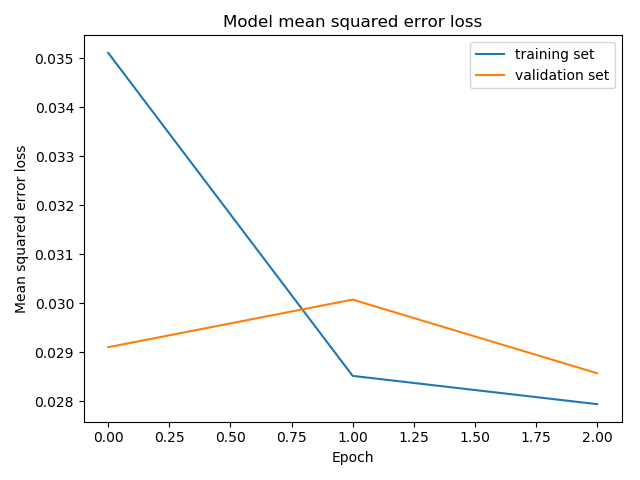 Model mean squared error loss
training set
validation set
Mean squared error loss
0.035
0.034
0.033
0.032
0.031
0.030
0.029
0.028
0.00 0.25 0.50 0.75 1.00 1.25 1.50 1.75 2.00
Epoch